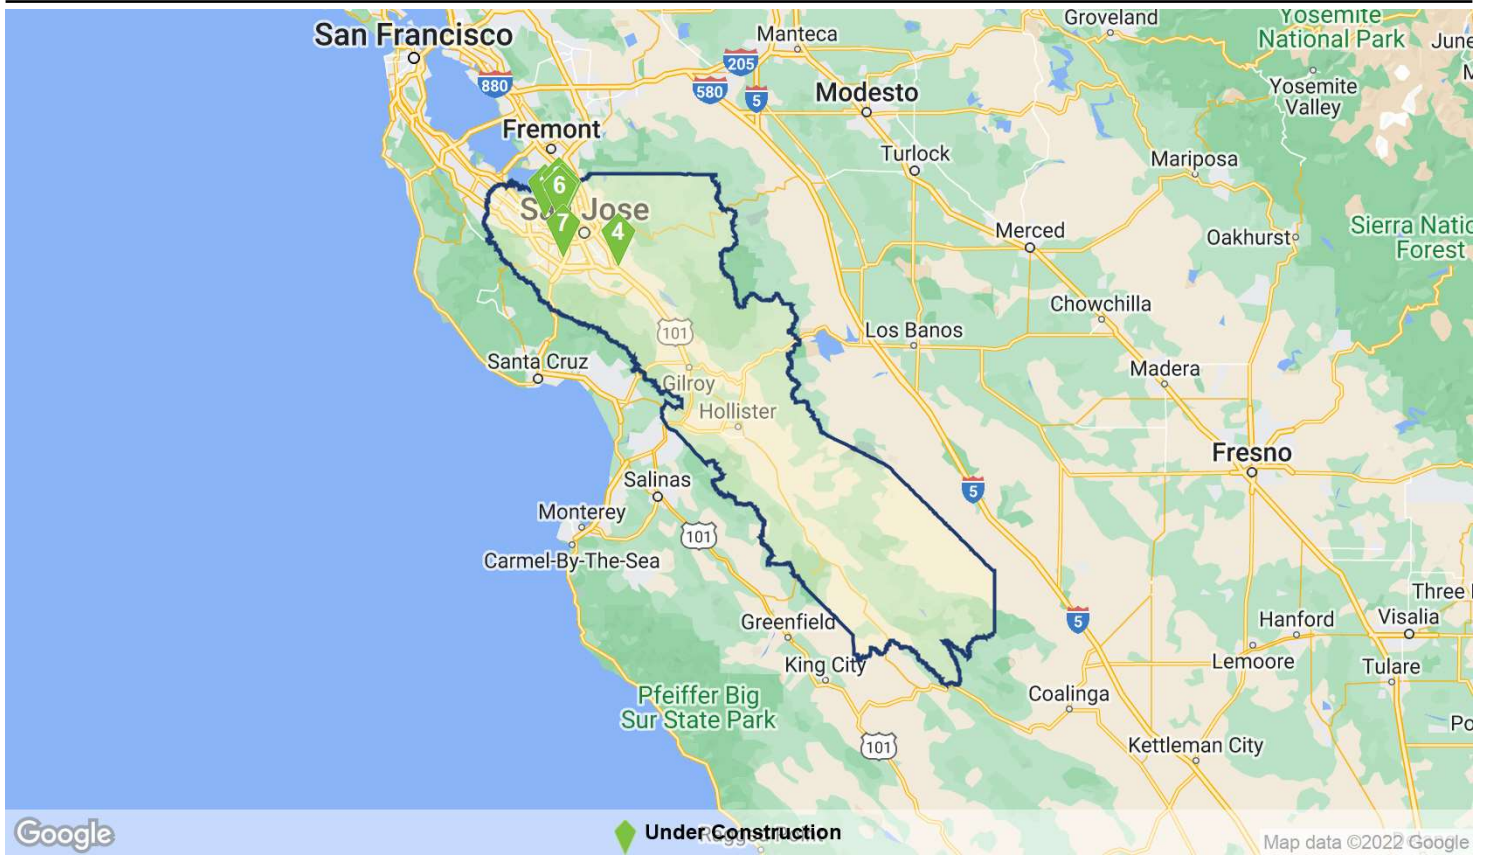 San Francisco
880
Fremont
Manteca
205
580
5
Modesto
Groveland
Yosemite
National Park
June
Yosemite
Valley
Turlock
Mariposa
6
San Jose
7
4
Merced
Oakhurst
Sierra Natio
Forest
Chowchilla
101
Los Banos
Santa Cruz
Gilroy
Hollister
Madera
Salinas
Fresno
5
Monterey
101
Carmel-By-The-Sea
Greenfield
King City
5
Three
Hanford
Visalia
Lemoore
Tulare
Pfeiffer Big
Sur State Park
Coalinga
101
Kettleman City
Po
Google
Under Construction
Map data ©2022 Google